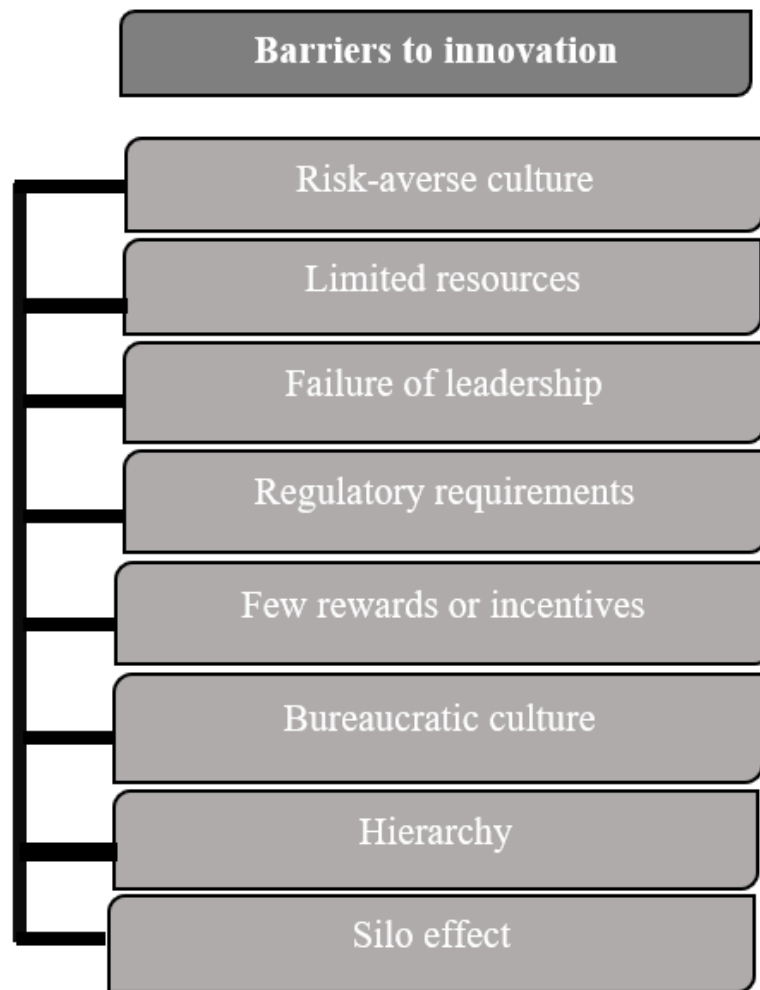 Barriers to innovation
Risk-averse culture
Limited resources
Failure of leadership
Regulatory requirements
Few rewards or incentives
Bureaucratic culture
Hierarchy
Silo effect